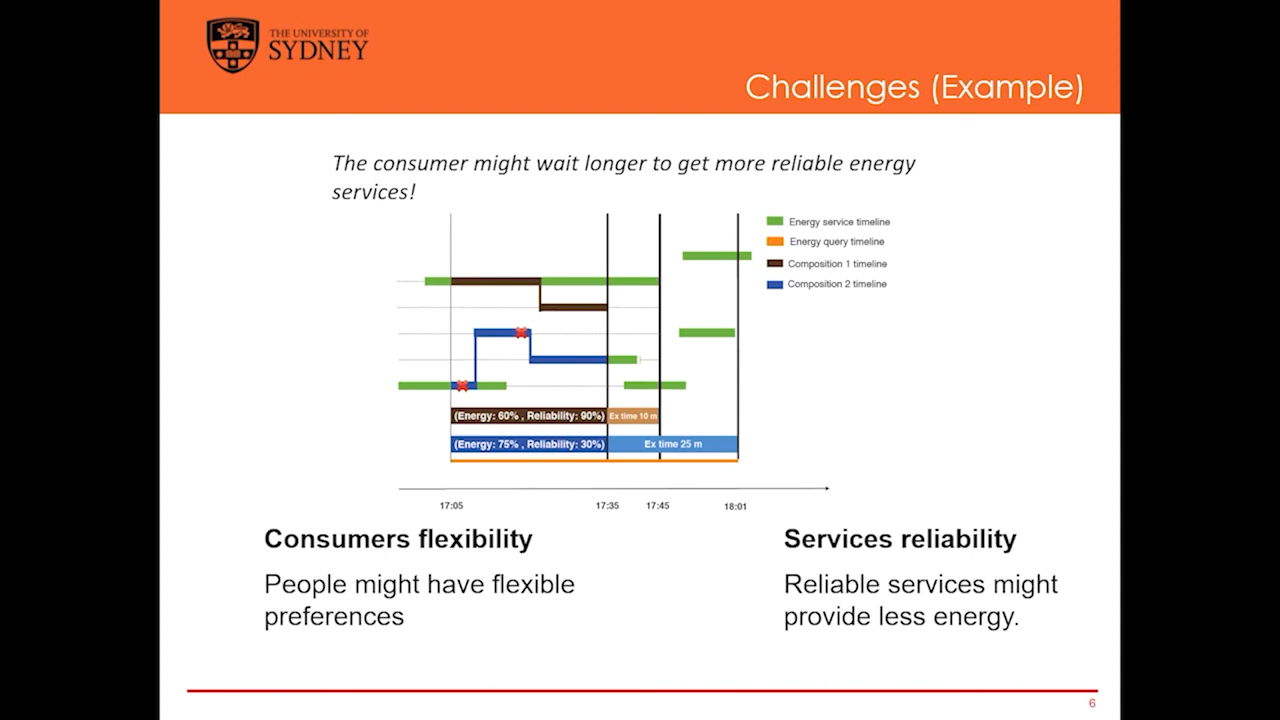 THE UNIVERSITY OF
SYDNEY
Challenges (Example)
The consumer might wait longer to get more reliable energy
services!
Energy service timeline
Energy query timeline
Composition 1 timeline
Composition 2 timeline
(Energy: 60% , Reliability: 90%) Ex time 10 m
(Energy: 75% , Reliability: 30%) Ex time 25 m
17:05 17:35 17:45 18:01
Consumers flexibility
People might have flexible
preferences
Services reliability
Reliable services might
provide less energy.
6